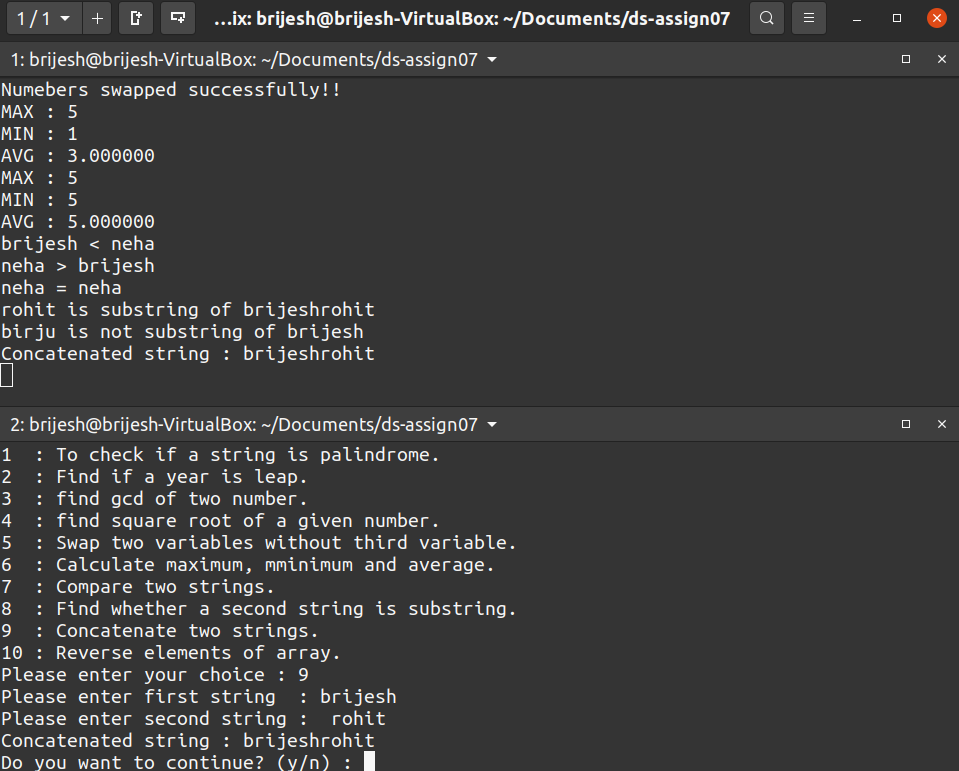 1 / 1
...ix: brijesh@brijesh-VirtualBox: ~/Documents/ds-assign07
1: brijesh@brijesh-VirtualBox: ~/Documents/ds-assign07
Numebers swapped successfully!!
MAX : 5
MIN : 1
AVG : 3.000000
MAX : 5
MIN : 5
AVG : 5.000000
brijesh < neha
neha > brijesh
neha = neha
rohit is substring of brijeshrohit
birju is not substring of brijesh
Concatenated string : brijeshrohit
2: brijesh@brijesh-VirtualBox: ~/Documents/ds-assign07
1  : To check if a string is palindrome.
2  : Find if a year is leap.
3  : find gcd of two number.
4  : find square root of a given number.
5  : Swap two variables without third variable.
6  : Calculate maximum, mminimum and average.
7  : Compare two strings.
8  : Find whether a second string is substring.
9  : Concatenate two strings.
10 : Reverse elements of array.
Please enter your choice : 9
Please enter first string  : brijesh
Please enter second string :  rohit
Concatenated string : brijeshrohit
Do you want to continue? (y/n) :